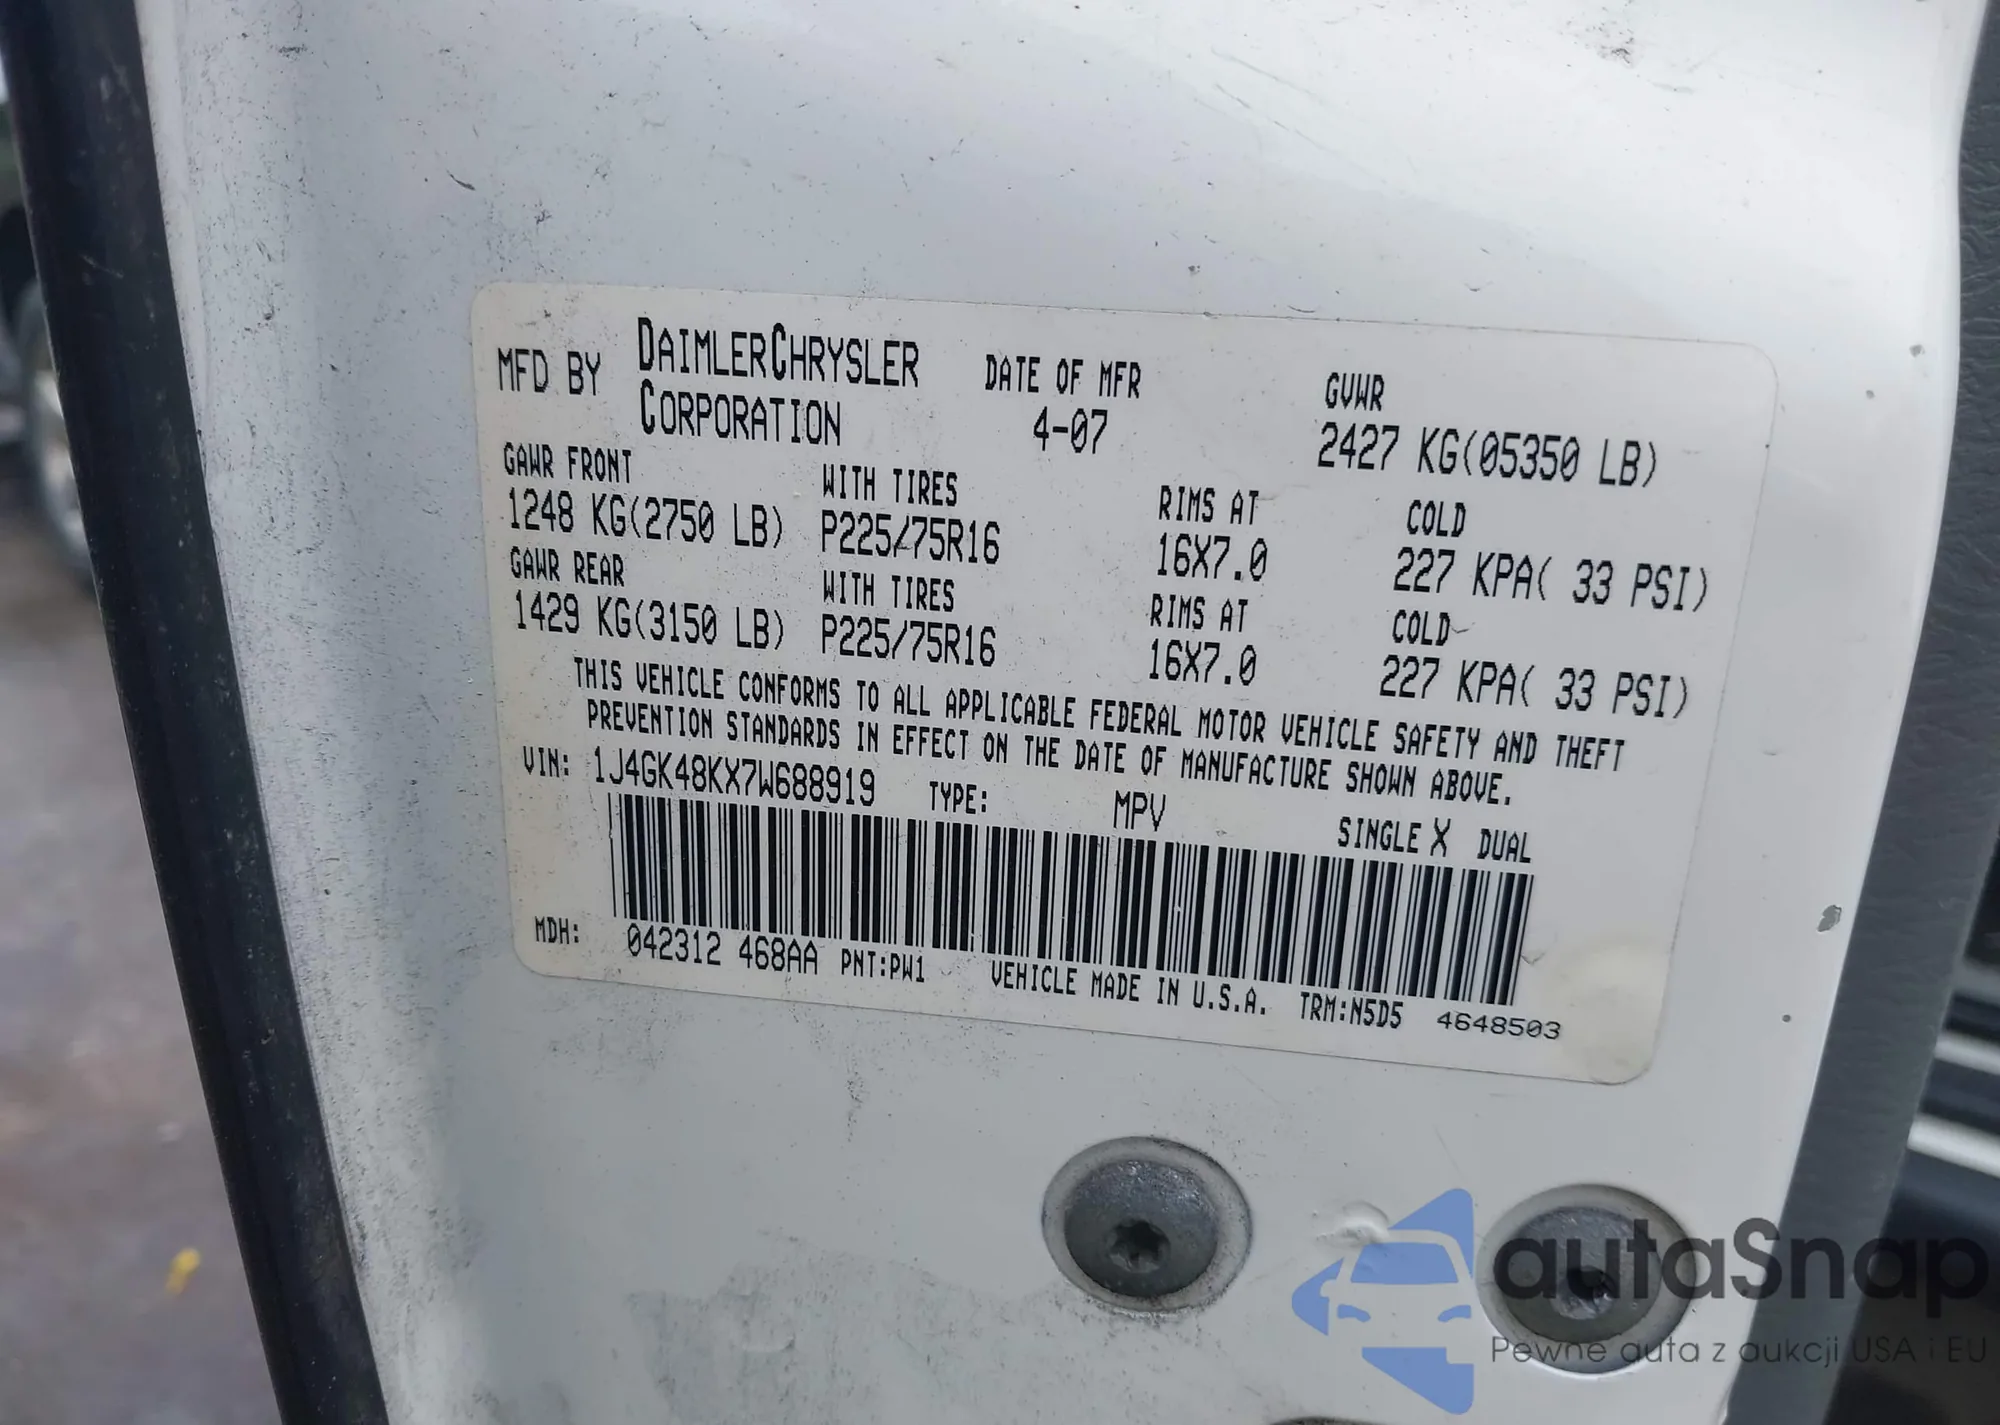 MFD BY DAIMLERCHRYSLER CORPORATION DATE OF MFR 4-07 GVWR 2427 KG(05350 LB)
GAWR FRONT WITH TIRES RIMS AT COLD
1248 KG(2750 LB) P225/75R16 16X7.0 227 KPA( 33 PSI)
GAWR REAR WITH TIRES RIMS AT COLD
1429 KG(3150 LB) P225/75R16 16X7.0 227 KPA( 33 PSI)
THIS VEHICLE CONFORMS TO ALL APPLICABLE FEDERAL MOTOR VEHICLE SAFETY AND THEFT
PREVENTION STANDARDS IN EFFECT ON THE DATE OF MANUFACTURE SHOWN ABOVE.
VIN: 1J4GK48KX7W688919 TYPE: MPV SINGLE X DUAL
MDH: 042312 468AA PNT:PW1 VEHICLE MADE IN U.S.A. TRM:N5D5 4648503
autaSnap
Pewne auta z aukcji USA i EU